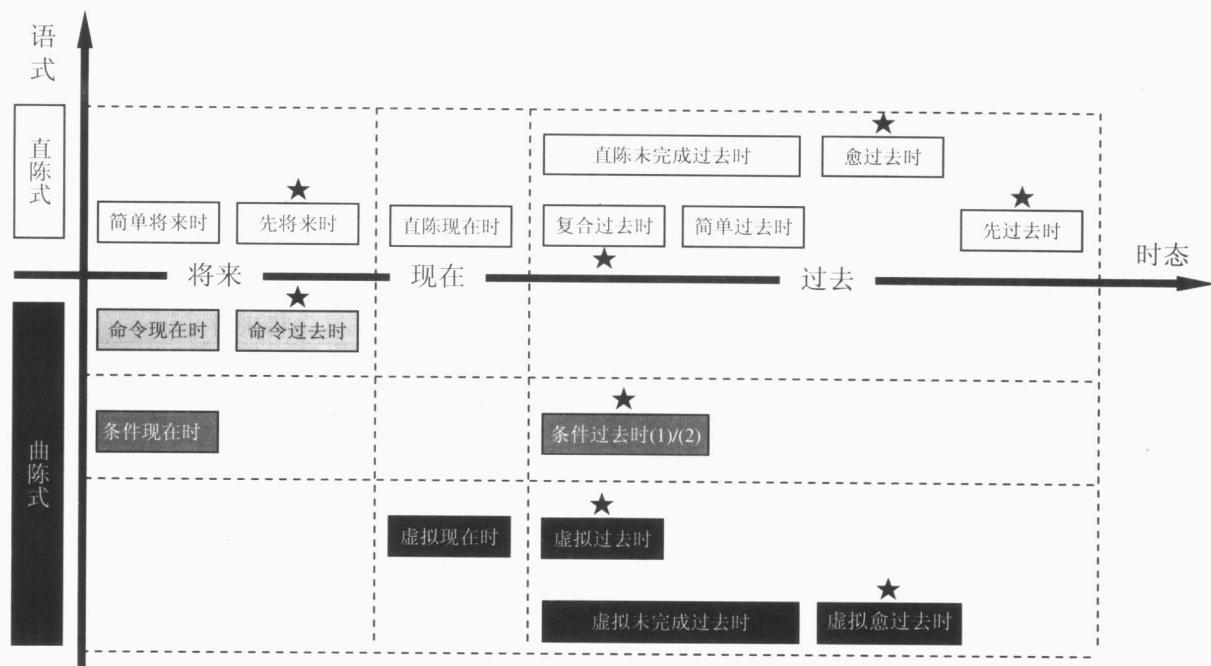 语式
直陈式
直陈未完成过去时
愈过去时
简单将来时
先将来时
直陈现在时
复合过去时
简单过去时
先过去时
将来
现在
过去
时态
命令现在时
命令过去时
曲陈式
条件现在时
条件过去时(1)/(2)
虚拟现在时
虚拟过去时
虚拟未完成过去时
虚拟愈过去时